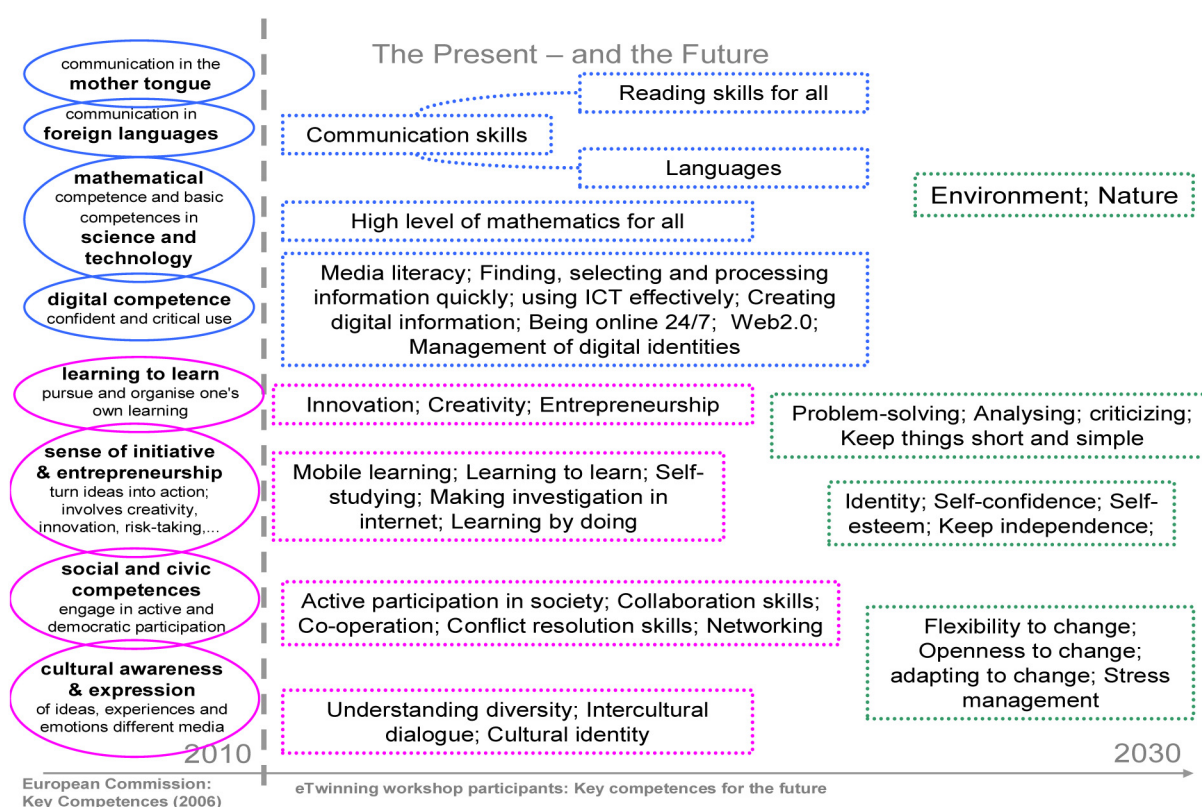 The Present – and the Future
communication in the
mother tongue
communication in
foreign languages
mathematical
competence and basic
competences in
science and
technology
digital competence
confident and critical use
learning to learn
pursue and organise one's
own learning
sense of initiative
& entrepreneurship
turn ideas into action;
involves creativity,
innovation, risk-taking,...
social and civic
competences
engage in active and
democratic participation
cultural awareness
& expression
of ideas, experiences and
emotions different media
Reading skills for all
Communication skills
Languages
High level of mathematics for all
Media literacy; Finding, selecting and processing
information quickly; using ICT effectively; Creating
digital information; Being online 24/7; Web2.0;
Management of digital identities
Innovation; Creativity; Entrepreneurship
Mobile learning; Learning to learn; Self-
studying; Making investigation in
internet; Learning by doing
Active participation in society; Collaboration skills;
Co-operation; Conflict resolution skills; Networking
Understanding diversity; Intercultural
dialogue; Cultural identity
Environment; Nature
Problem-solving; Analysing; criticizing;
Keep things short and simple
Identity; Self-confidence; Self-
esteem; Keep independence;
Flexibility to change;
Openness to change;
adapting to change; Stress
management
2010
2030
European Commission:
Key Competences (2006)
eTwinning workshop participants: Key competences for the future